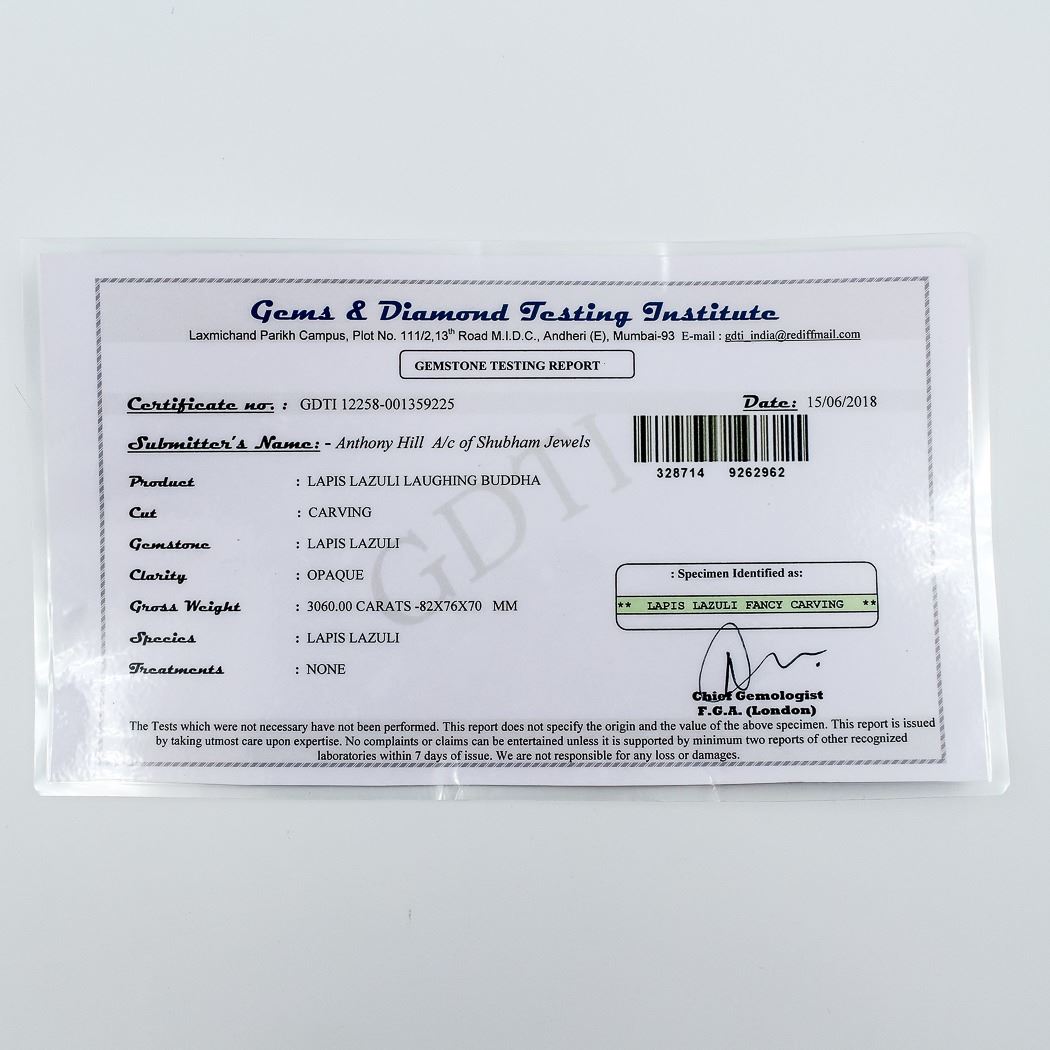 Gems & Diamond Testing Institute
Laxmichand Parikh Campus, Plot No. 111/2,13th Road M.I.D.C., Andheri (E), Mumbai-93 E-mail : gdti_india@rediffmail.com
GEMSTONE TESTING REPORT
Certificate no. : GDTI 12258-001359225
Date: 15/06/2018
Submitter's Name: - Anthony Hill A/c of Shubham Jewels
328714 9262962
Product : LAPIS LAZULI LAUGHING BUDDHA
Cut : CARVING
Gemstone : LAPIS LAZULI
Clarity : OPAQUE
Gross Weight : 3060.00 CARATS -82X76X70 MM
Species : LAPIS LAZULI
Treatments : NONE
GDTI
: Specimen Identified as:
** LAPIS LAZULI FANCY CARVING **
Chief Gemologist
F.G.A. (London)
The Tests which were not necessary have not been performed. This report does not specify the origin and the value of the above specimen. This report is issued
by taking utmost care upon expertise. No complaints or claims can be entertained unless it is supported by minimum two reports of other recognized
laboratories within 7 days of issue. We are not responsible for any loss or damages.